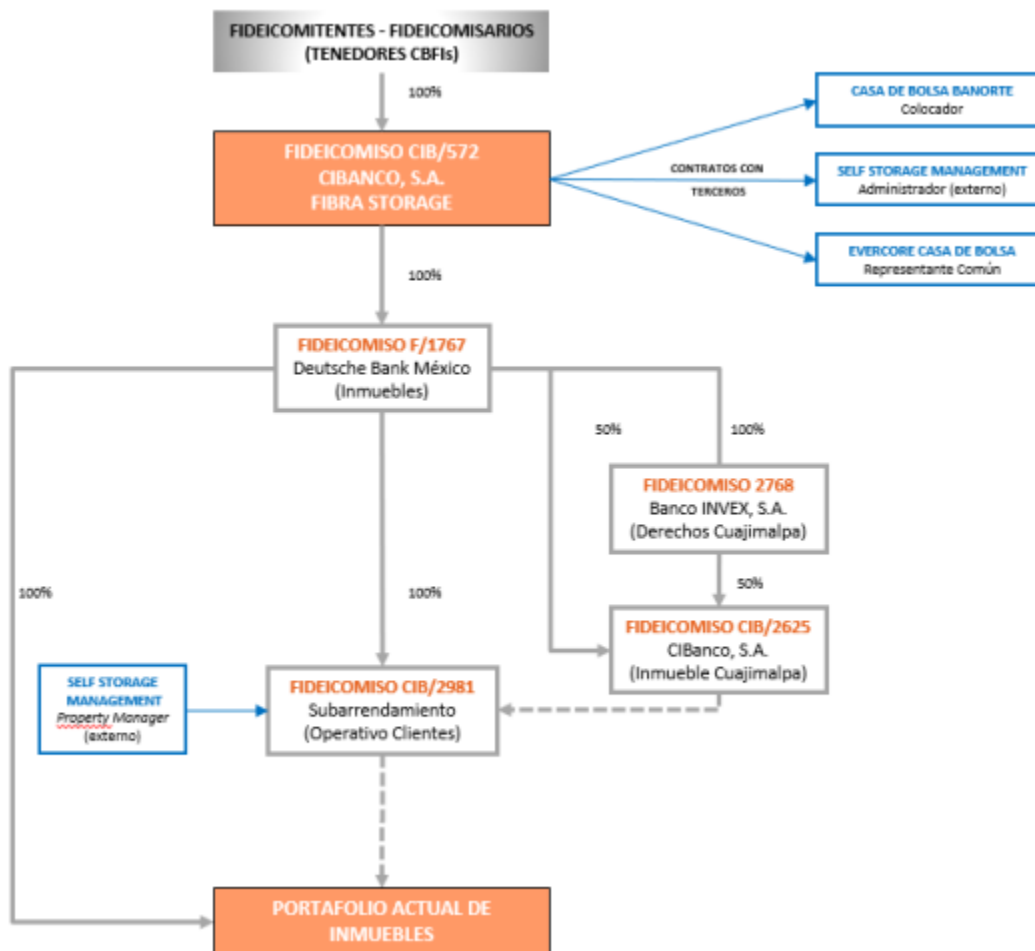 FIDEICOMITENTES - FIDEICOMISARIOS
(TENEDORES CBFIs)
100%
CASA DE BOLSA BANORTE
Colocador
FIDEICOMISO CIB/572
CIBANCO, S.A.
FIBRA STORAGE
CONTRATOS CON
TERCEROS
SELF STORAGE MANAGEMENT
Administrador (externo)
EVERCORE CASA DE BOLSA
Representante Común
100%
FIDEICOMISO F/1767
Deutsche Bank México
(Inmuebles)
50%
100%
FIDEICOMISO 2768
Banco INVEX, S.A.
(Derechos Cuajimalpa)
100%
100%
50%
FIDEICOMISO CIB/2625
CIBanco, S.A.
(Inmueble Cuajimalpa)
SELF STORAGE
MANAGEMENT
Property Manager
(externo)
FIDEICOMISO CIB/2981
Subarrendamiento
(Operativo Clientes)
PORTAFOLIO ACTUAL DE
INMUEBLES